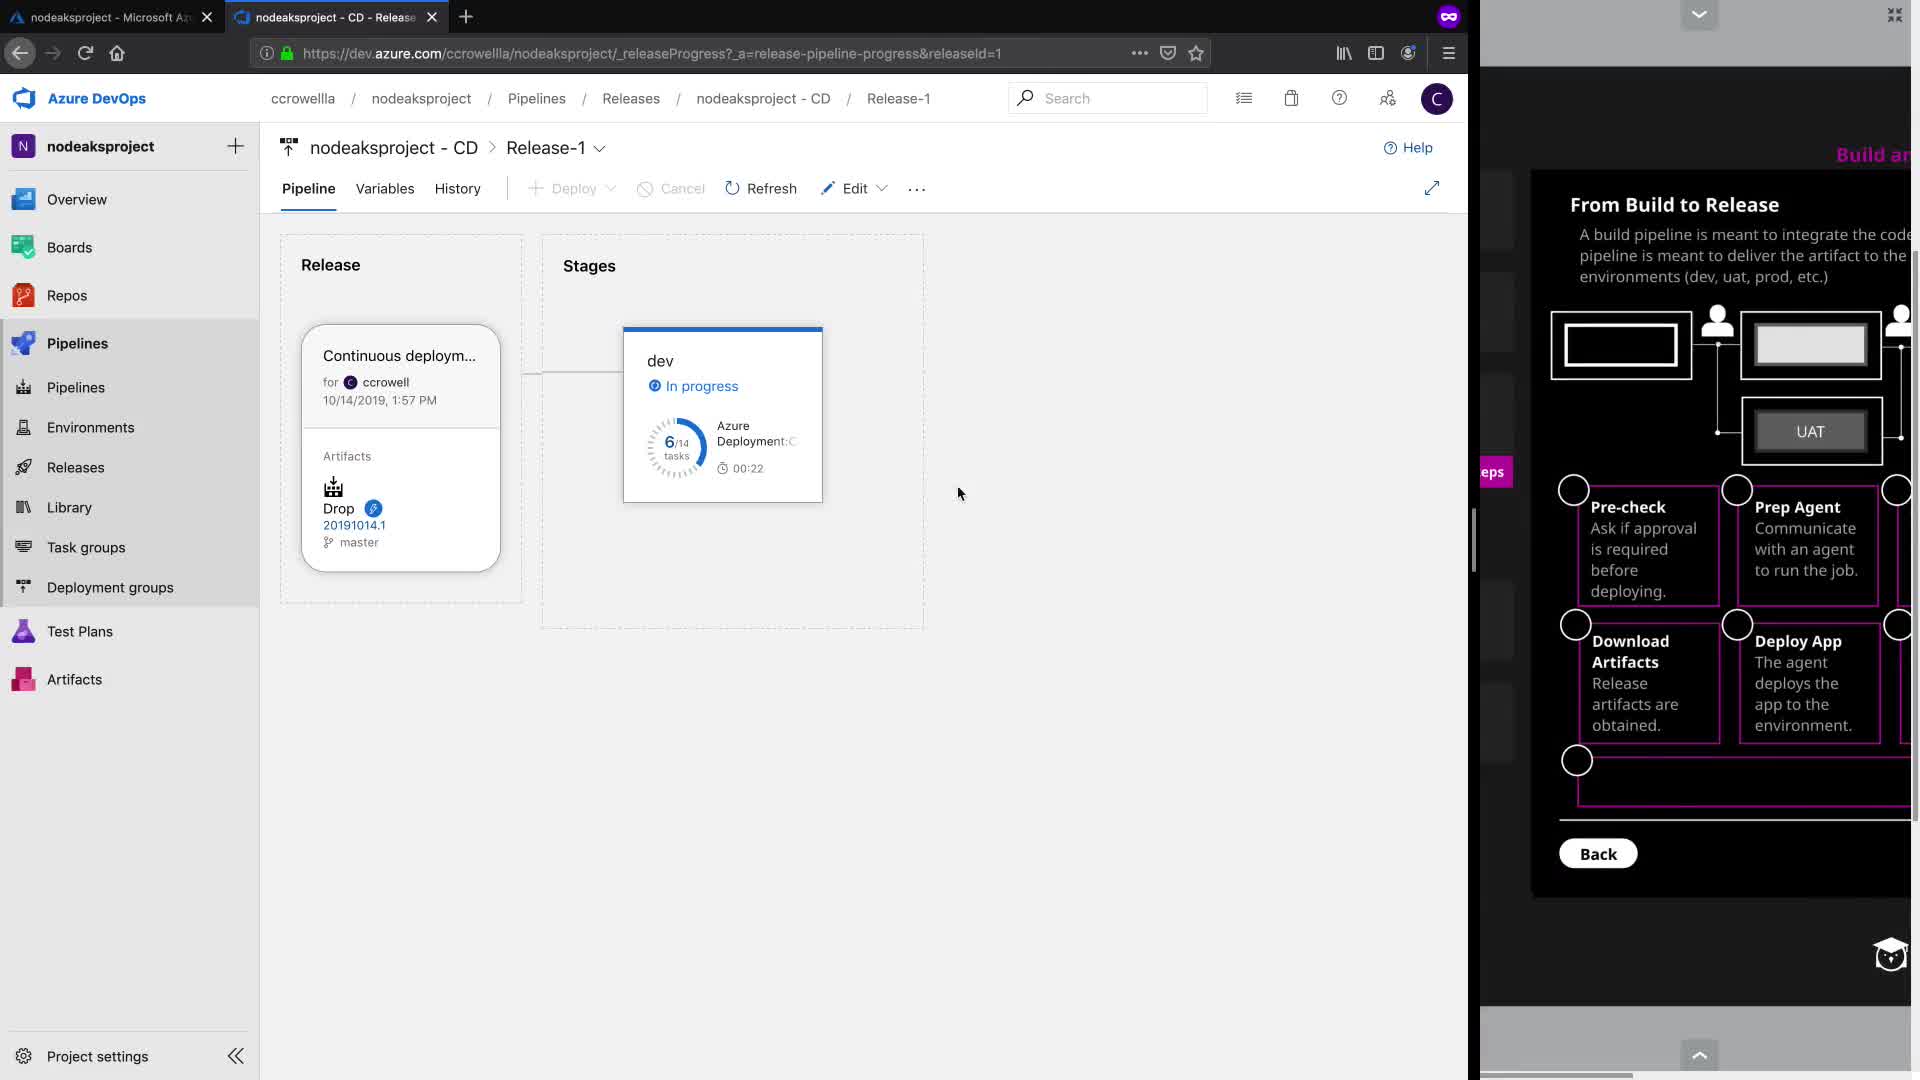 nodeaksproject - Microsoft Az
nodeaksproject - CD - Release
https://dev.azure.com/ccrowellla/nodeaksproject/_releaseProgress?_a=release-pipeline-progress&releaseId=1
Azure DevOps
ccrowellla / nodeaksproject / Pipelines / Releases / nodeaksproject - CD / Release-1
Search
C
N nodeaksproject
Overview
Boards
Repos
Pipelines
Pipelines
Environments
Releases
Library
Task groups
Deployment groups
Test Plans
Artifacts
Project settings
nodeaksproject - CD > Release-1
Help
Pipeline Variables History Deploy Cancel Refresh Edit ...
Release
Continuous deploym...
for C ccrowell
10/14/2019, 1:57 PM
Artifacts
Drop
20191014.1
master
Stages
dev
In progress
6/14
tasks
Azure
Deployment:C
00:22
Build an
From Build to Release
A build pipeline is meant to integrate the code
pipeline is meant to deliver the artifact to the
environments (dev, uat, prod, etc.)
UAT
eps
Pre-check
Ask if approval
is required
before
deploying.
Prep Agent
Communicate
with an agent
to run the job.
Download
Artifacts
Release
artifacts are
obtained.
Deploy App
The agent
deploys the
app to the
environment.
Back